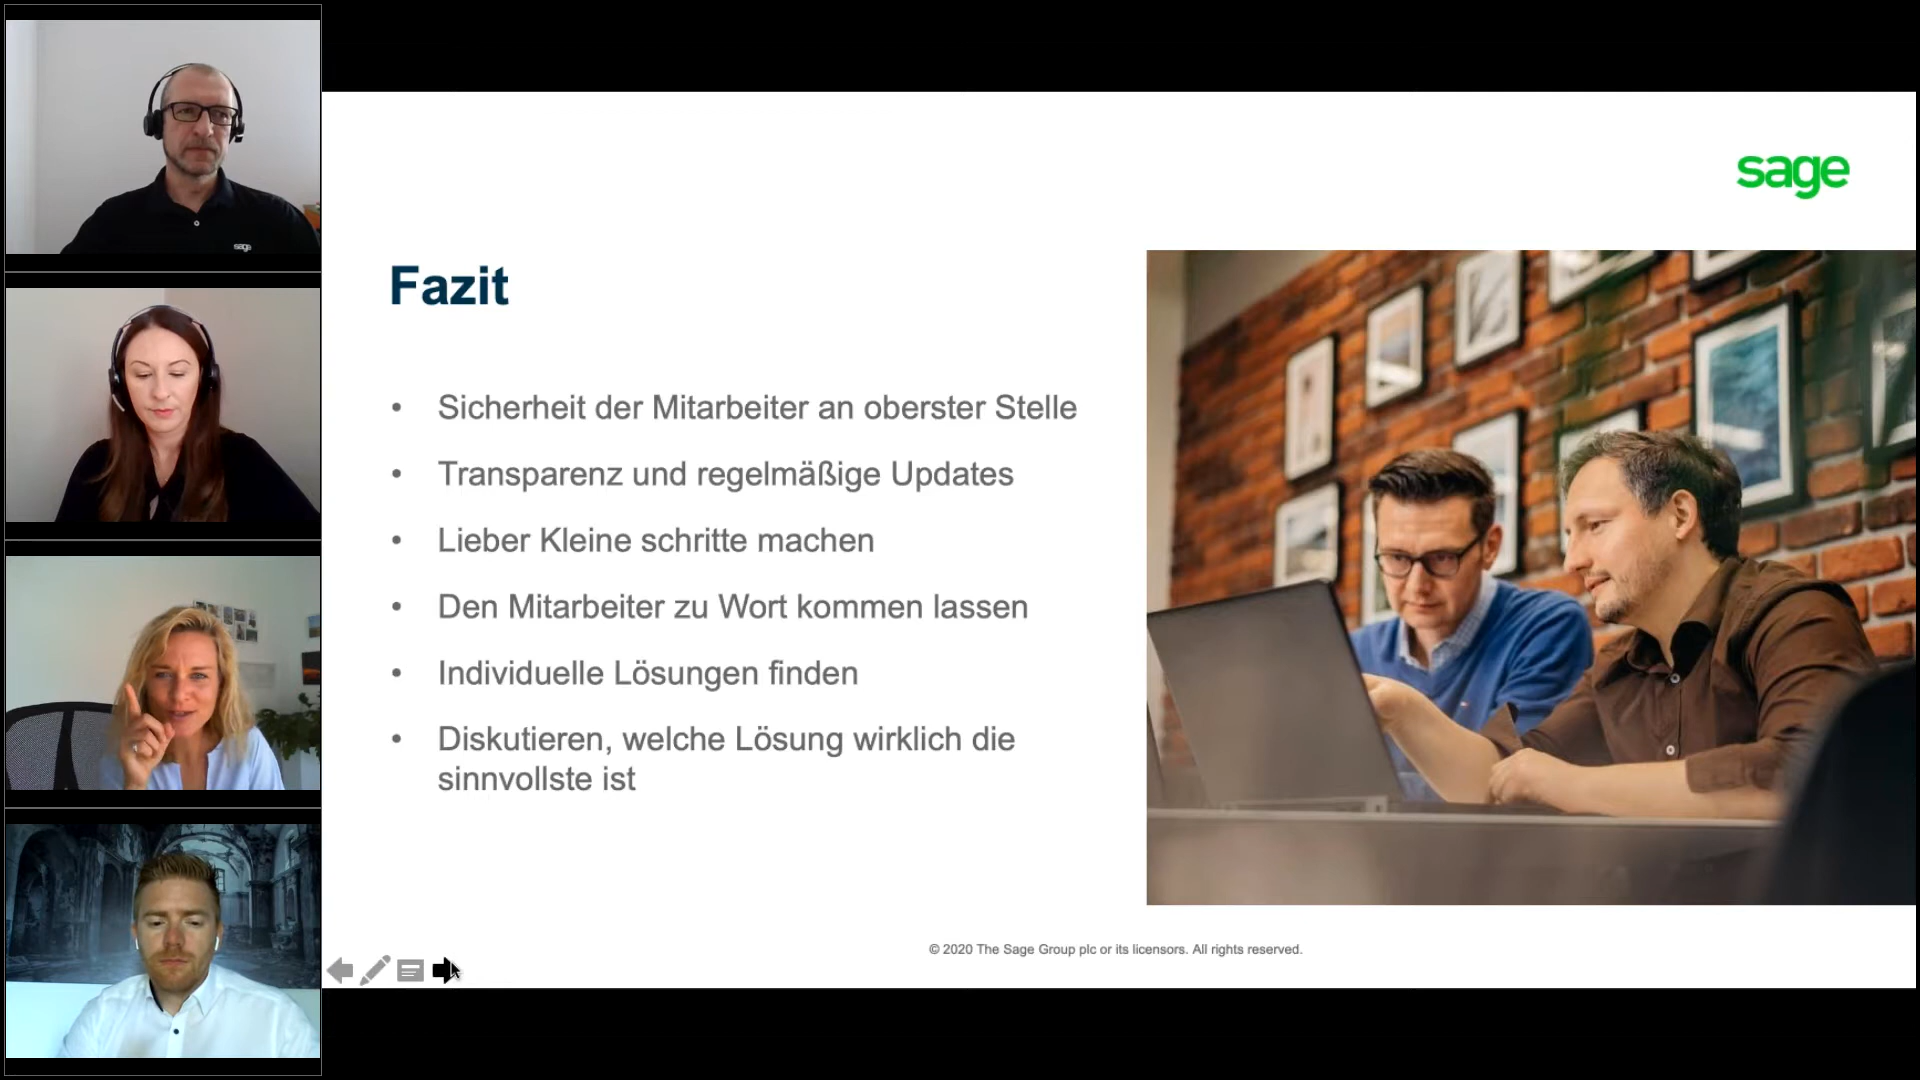 sage
sage
Fazit
• Sicherheit der Mitarbeiter an oberster Stelle
• Transparenz und regelmäßige Updates
• Lieber Kleine schritte machen
• Den Mitarbeiter zu Wort kommen lassen
• Individuelle Lösungen finden
• Diskutieren, welche Lösung wirklich die
sinnvollste ist
© 2020 The Sage Group plc or its licensors. All rights reserved.